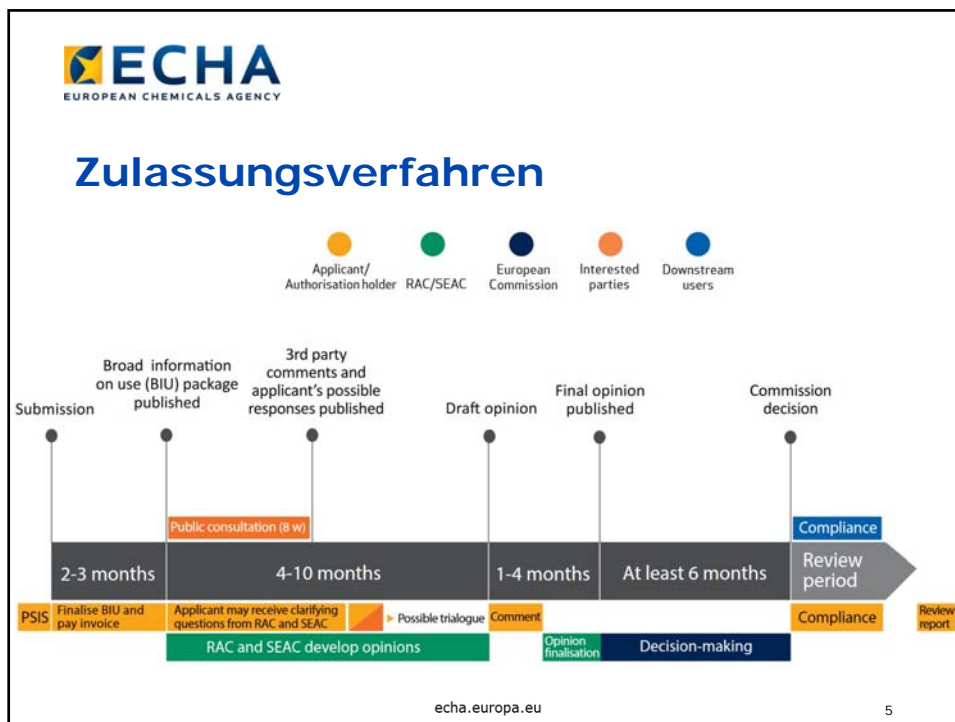 ECHA
EUROPEAN CHEMICALS AGENCY
Zulassungsverfahren
Applicant/
Authorisation holder
RAC/SEAC
European
Commission
Interested
parties
Downstream
users
Submission
Broad information
on use (BIU) package
published
3rd party
comments and
applicant's possible
responses published
Draft opinion
Final opinion
published
Commission
decision
Public consultation (8 w)
Compliance
2-3 months
4-10 months
1-4 months
At least 6 months
Review
period
PSIS
Finalise BIU and
pay invoice
Applicant may receive clarifying
questions from RAC and SEAC
Possible trialogue
Comment
Compliance
Review
report
RAC and SEAC develop opinions
Opinion
finalisation
Decision-making
echa.europa.eu
5